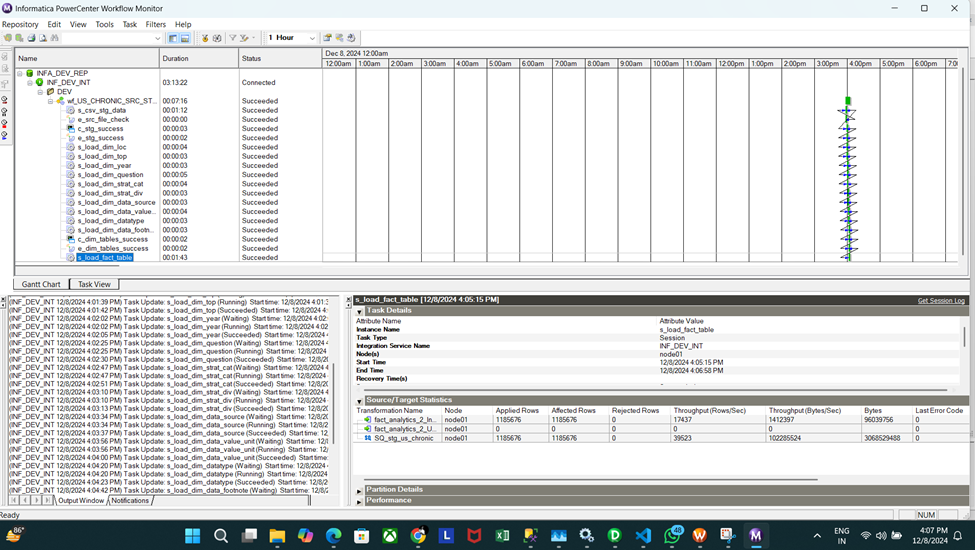 Informatica PowerCenter Workflow Monitor
Repository Edit View Tools Task Filters Help
1 Hour
Name Duration Status Dec 8, 2024 12:00am
12:00am 1:00am 2:00am 3:00am 4:00am 5:00am 6:00am 7:00am 8:00am 9:00am 10:00am 11:00am 12:00pm 1:00pm 2:00pm 3:00pm 4:00pm 5:00pm 6:00pm 7:0
INFA_DEV_REP
INF_DEV_INT 03:13:22 Connected
DEV
wf_US_CHRONIC_SRC_ST... 00:07:16 Succeeded
s_csv_stg_data 00:01:12 Succeeded
e_src_file_check 00:00:00 Succeeded
c_stg_success 00:00:03 Succeeded
e_stg_success 00:00:02 Succeeded
s_load_dim_loc 00:00:04 Succeeded
s_load_dim_top 00:00:03 Succeeded
s_load_dim_year 00:00:03 Succeeded
s_load_dim_question 00:00:05 Succeeded
s_load_dim_strat_cat 00:00:04 Succeeded
s_load_dim_strat_div 00:00:03 Succeeded
s_load_dim_data_source 00:00:03 Succeeded
s_load_dim_data_value... 00:00:04 Succeeded
s_load_dim_datatype 00:00:03 Succeeded
s_load_dim_data_footn... 00:00:03 Succeeded
c_dim_tables_success 00:00:02 Succeeded
e_dim_tables_success 00:00:02 Succeeded
s_load_fact_table 00:01:43 Succeeded
Gantt Chart Task View
(INF_DEV_INT 12/8/2024 4:01:39 PM) Task Update: s_load_dim_top (Running) Start time: 12/8/2024 4:01:3
(INF_DEV_INT 12/8/2024 4:01:42 PM) Task Update: s_load_dim_top (Succeeded) Start time: 12/8/2024 4:0
(INF_DEV_INT 12/8/2024 4:02:02 PM) Task Update: s_load_dim_year (Waiting) Start time: 12/8/2024 4:02:
(INF_DEV_INT 12/8/2024 4:02:02 PM) Task Update: s_load_dim_year (Running) Start time: 12/8/2024 4:02
(INF_DEV_INT 12/8/2024 4:02:05 PM) Task Update: s_load_dim_year (Succeeded) Start time: 12/8/2024 4:
(INF_DEV_INT 12/8/2024 4:02:25 PM) Task Update: s_load_dim_question (Waiting) Start time: 12/8/2024 4
(INF_DEV_INT 12/8/2024 4:02:25 PM) Task Update: s_load_dim_question (Running) Start time: 12/8/2024
(INF_DEV_INT 12/8/2024 4:02:30 PM) Task Update: s_load_dim_question (Succeeded) Start time: 12/8/20
(INF_DEV_INT 12/8/2024 4:02:47 PM) Task Update: s_load_dim_strat_cat (Waiting) Start time: 12/8/2024 4
(INF_DEV_INT 12/8/2024 4:02:47 PM) Task Update: s_load_dim_strat_cat (Running) Start time: 12/8/2024
(INF_DEV_INT 12/8/2024 4:02:51 PM) Task Update: s_load_dim_strat_cat (Succeeded) Start time: 12/8/20
(INF_DEV_INT 12/8/2024 4:03:10 PM) Task Update: s_load_dim_strat_div (Waiting) Start time: 12/8/2024 4
(INF_DEV_INT 12/8/2024 4:03:10 PM) Task Update: s_load_dim_strat_div (Running) Start time: 12/8/2024
(INF_DEV_INT 12/8/2024 4:03:13 PM) Task Update: s_load_dim_strat_div (Succeeded) Start time: 12/8/20
(INF_DEV_INT 12/8/2024 4:03:34 PM) Task Update: s_load_dim_data_source (Waiting) Start time: 12/8/20
(INF_DEV_INT 12/8/2024 4:03:34 PM) Task Update: s_load_dim_data_source (Running) Start time: 12/8/2
(INF_DEV_INT 12/8/2024 4:03:37 PM) Task Update: s_load_dim_data_source (Succeeded) Start time: 12/
(INF_DEV_INT 12/8/2024 4:03:56 PM) Task Update: s_load_dim_data_value_unit (Waiting) Start time: 12/8
(INF_DEV_INT 12/8/2024 4:03:56 PM) Task Update: s_load_dim_data_value_unit (Running) Start time: 12/
(INF_DEV_INT 12/8/2024 4:04:00 PM) Task Update: s_load_dim_data_value_unit (Succeeded) Start time:
(INF_DEV_INT 12/8/2024 4:04:20 PM) Task Update: s_load_dim_datatype (Waiting) Start time: 12/8/2024 4
(INF_DEV_INT 12/8/2024 4:04:20 PM) Task Update: s_load_dim_datatype (Running) Start time: 12/8/2024
(INF_DEV_INT 12/8/2024 4:04:23 PM) Task Update: s_load_dim_datatype (Succeeded) Start time: 12/8/20
(INF_DEV_INT 12/8/2024 4:04:42 PM) Task Update: s_load_dim_data_footnote (Waiting) Start time: 12/8/
Output Window Notifications
s_load_fact_table [12/8/2024 4:05:15 PM] Get Session Log
Task Details
Attribute Name Attribute Value
Instance Name s_load_fact_table
Task Type Session
Integration Service Name INF_DEV_INT
Node(s) node01
Start Time 12/8/2024 4:05:15 PM
End Time 12/8/2024 4:06:58 PM
Recovery Time(s)
Source/Target Statistics
Transformation Name Node Applied Rows Affected Rows Rejected Rows Throughput (Rows/Sec) Throughput (Bytes/Sec) Bytes Last Error Code
fact_analytics_2_In... node01 1185676 1185676 0 17437 1412397 96039756 0
fact_analytics_2_U... node01 0 0 0 0 0 0 0
SQ_stg_us_chronic node01 1185676 1185676 0 39523 102285524 3068529488 0
Partition Details
Performance
Ready NUM
86°
48
ENG
IN
4:07 PM
12/8/2024